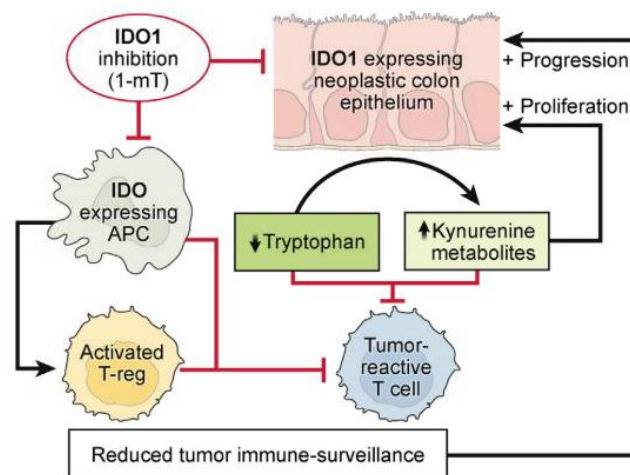 IDO1
inhibition
(1-mT)
IDO1 expressing
neoplastic colon
epithelium
+ Progression
+ Proliferation
IDO
expressing
APC
Tryptophan
Kynurenine
metabolites
Activated
T-reg
Tumor-
reactive
T cell
Reduced tumor immune-surveillance